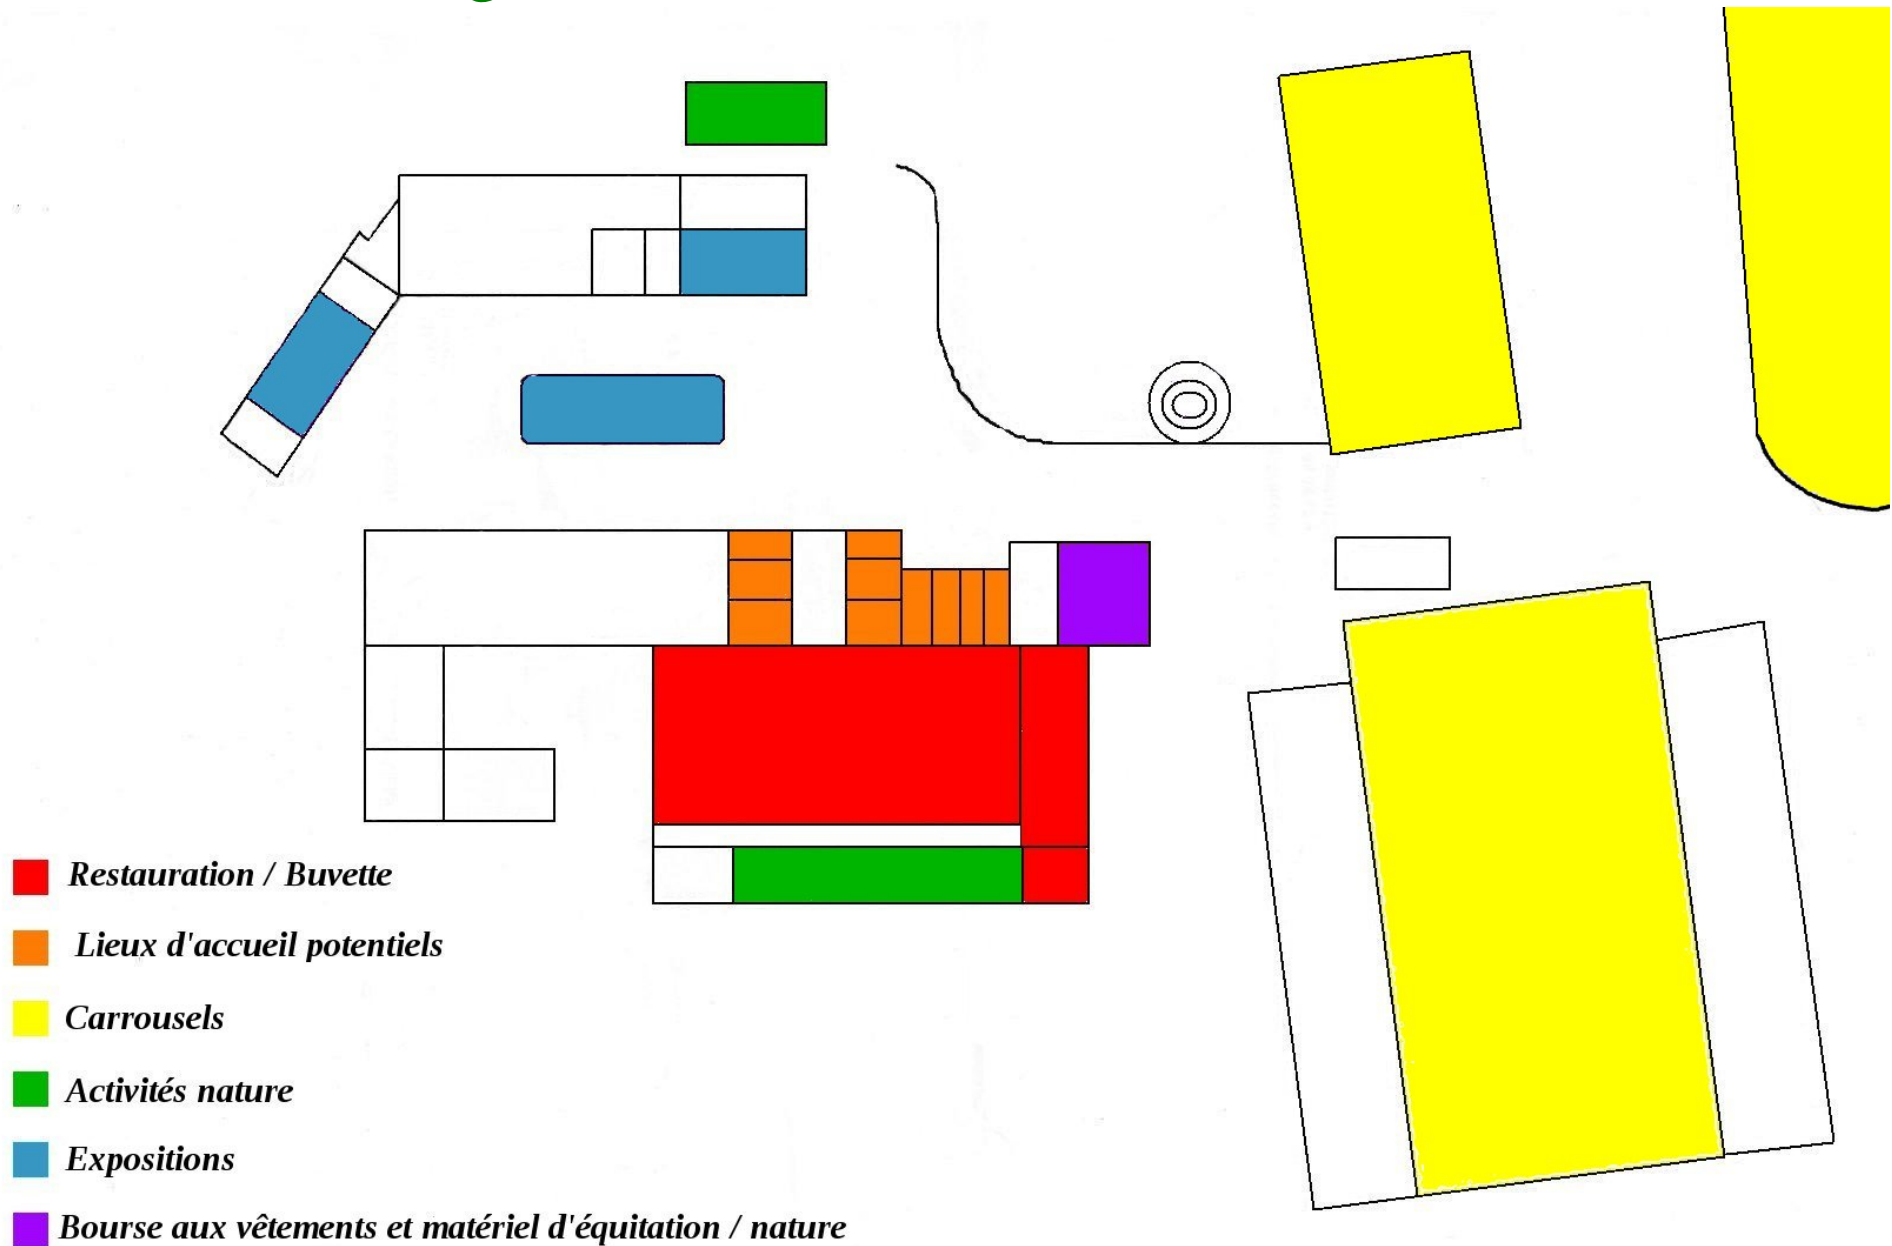 Restauration / Buvette
Lieux d'accueil potentiels
Carrousels
Activités nature
Expositions
Bourse aux vêtements et matériel d'équitation / nature